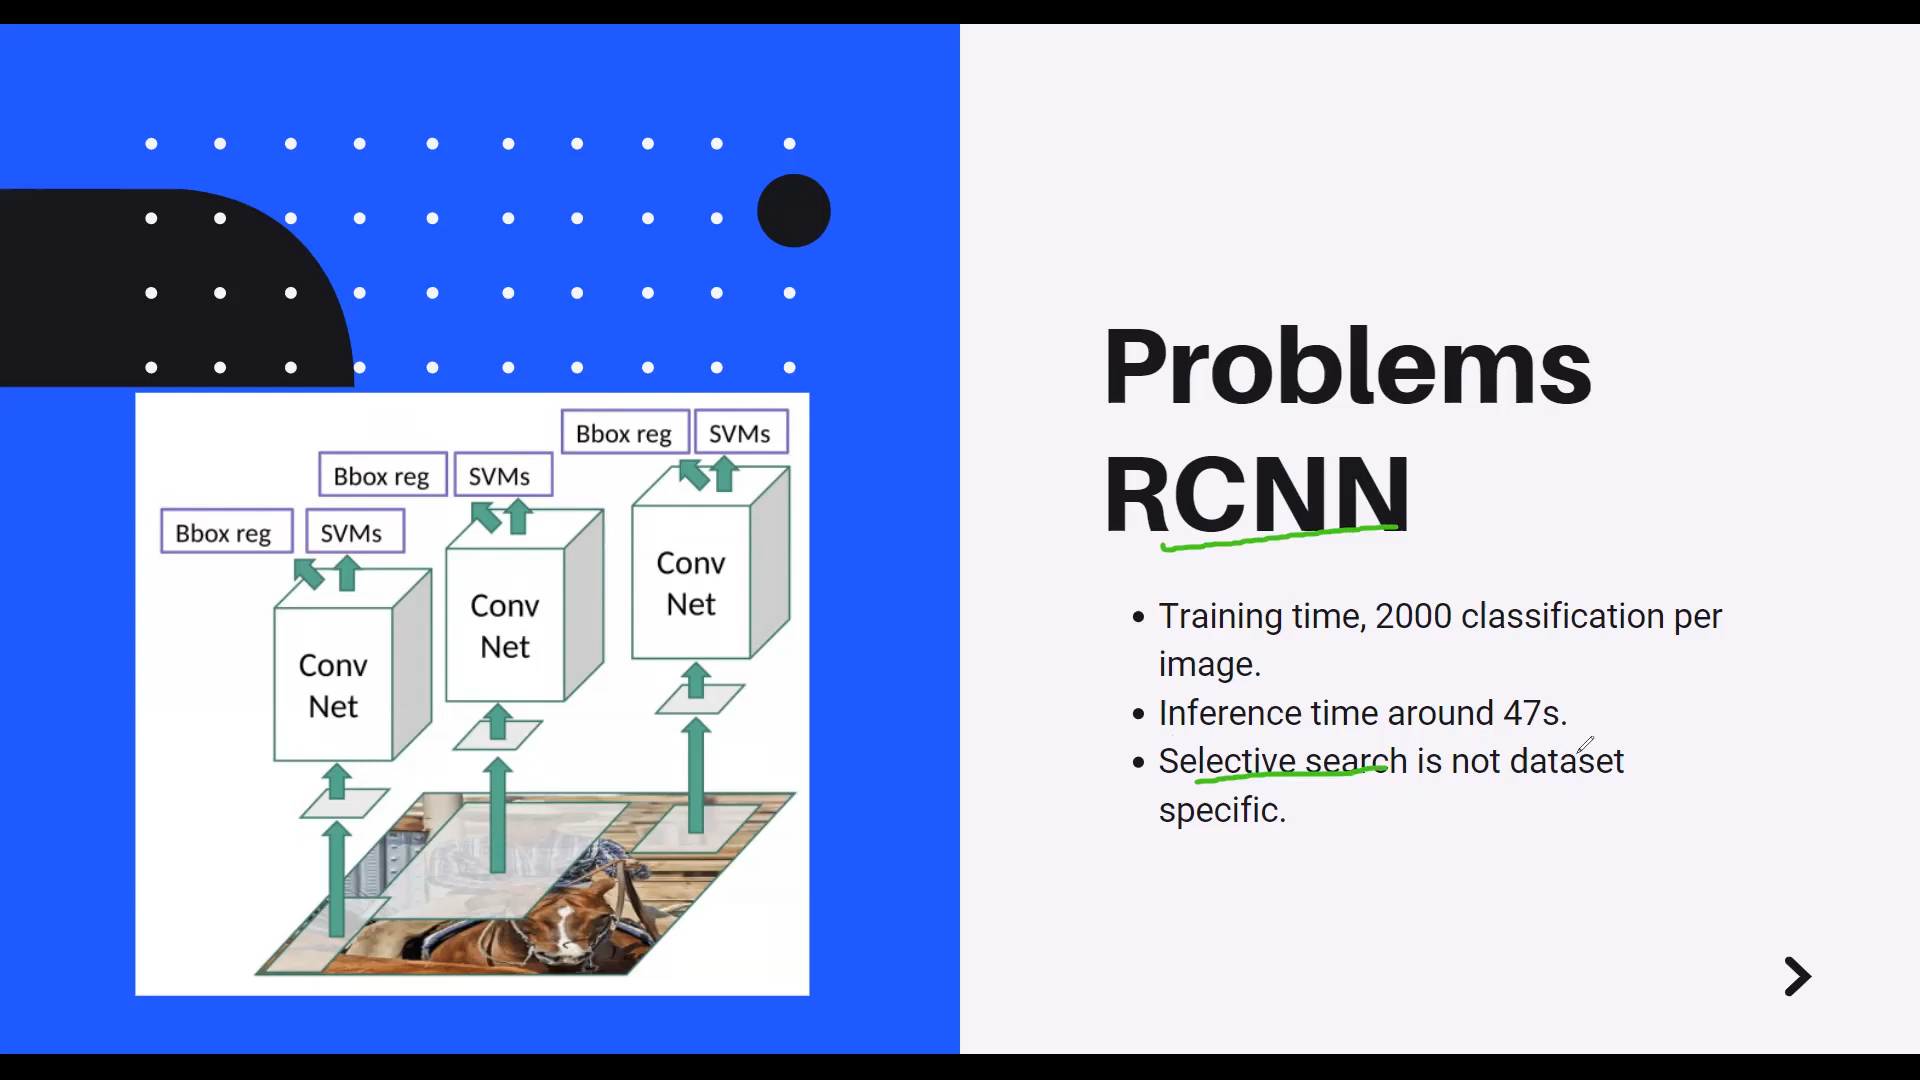 Bbox reg SVMs
Bbox reg SVMs
Bbox reg SVMs
Conv
Net
Conv
Net
Conv
Net
Problems
RCNN
Training time, 2000 classification per
image.
Inference time around 47s.
Selective search is not dataset
specific.